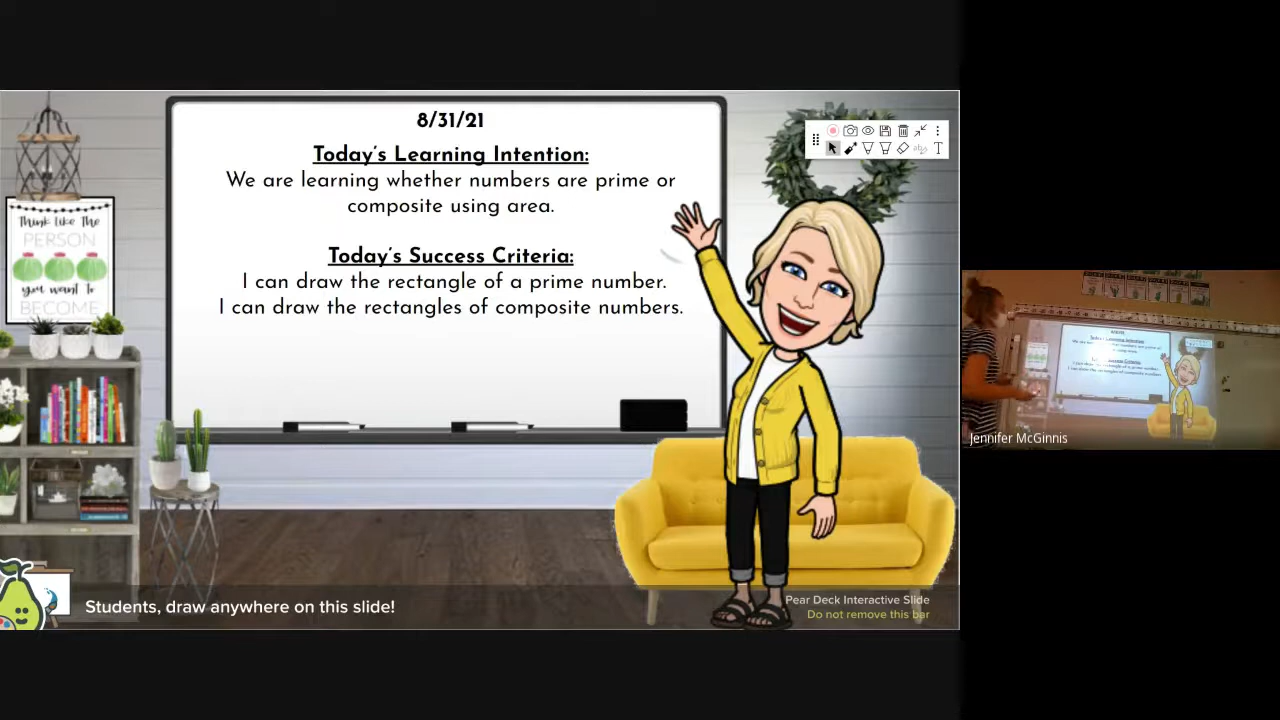 8/31/21
Today's Learning Intention:
We are learning whether numbers are prime or
composite using area.
Today's Success Criteria:
I can draw the rectangle of a prime number.
I can draw the rectangles of composite numbers.
Think Like The
PERSON
you want to
BECOME
abc
T
Students, draw anywhere on this slide!
Pear Deck Interactive Slide
Do not remove this bar
Jennifer McGinnis